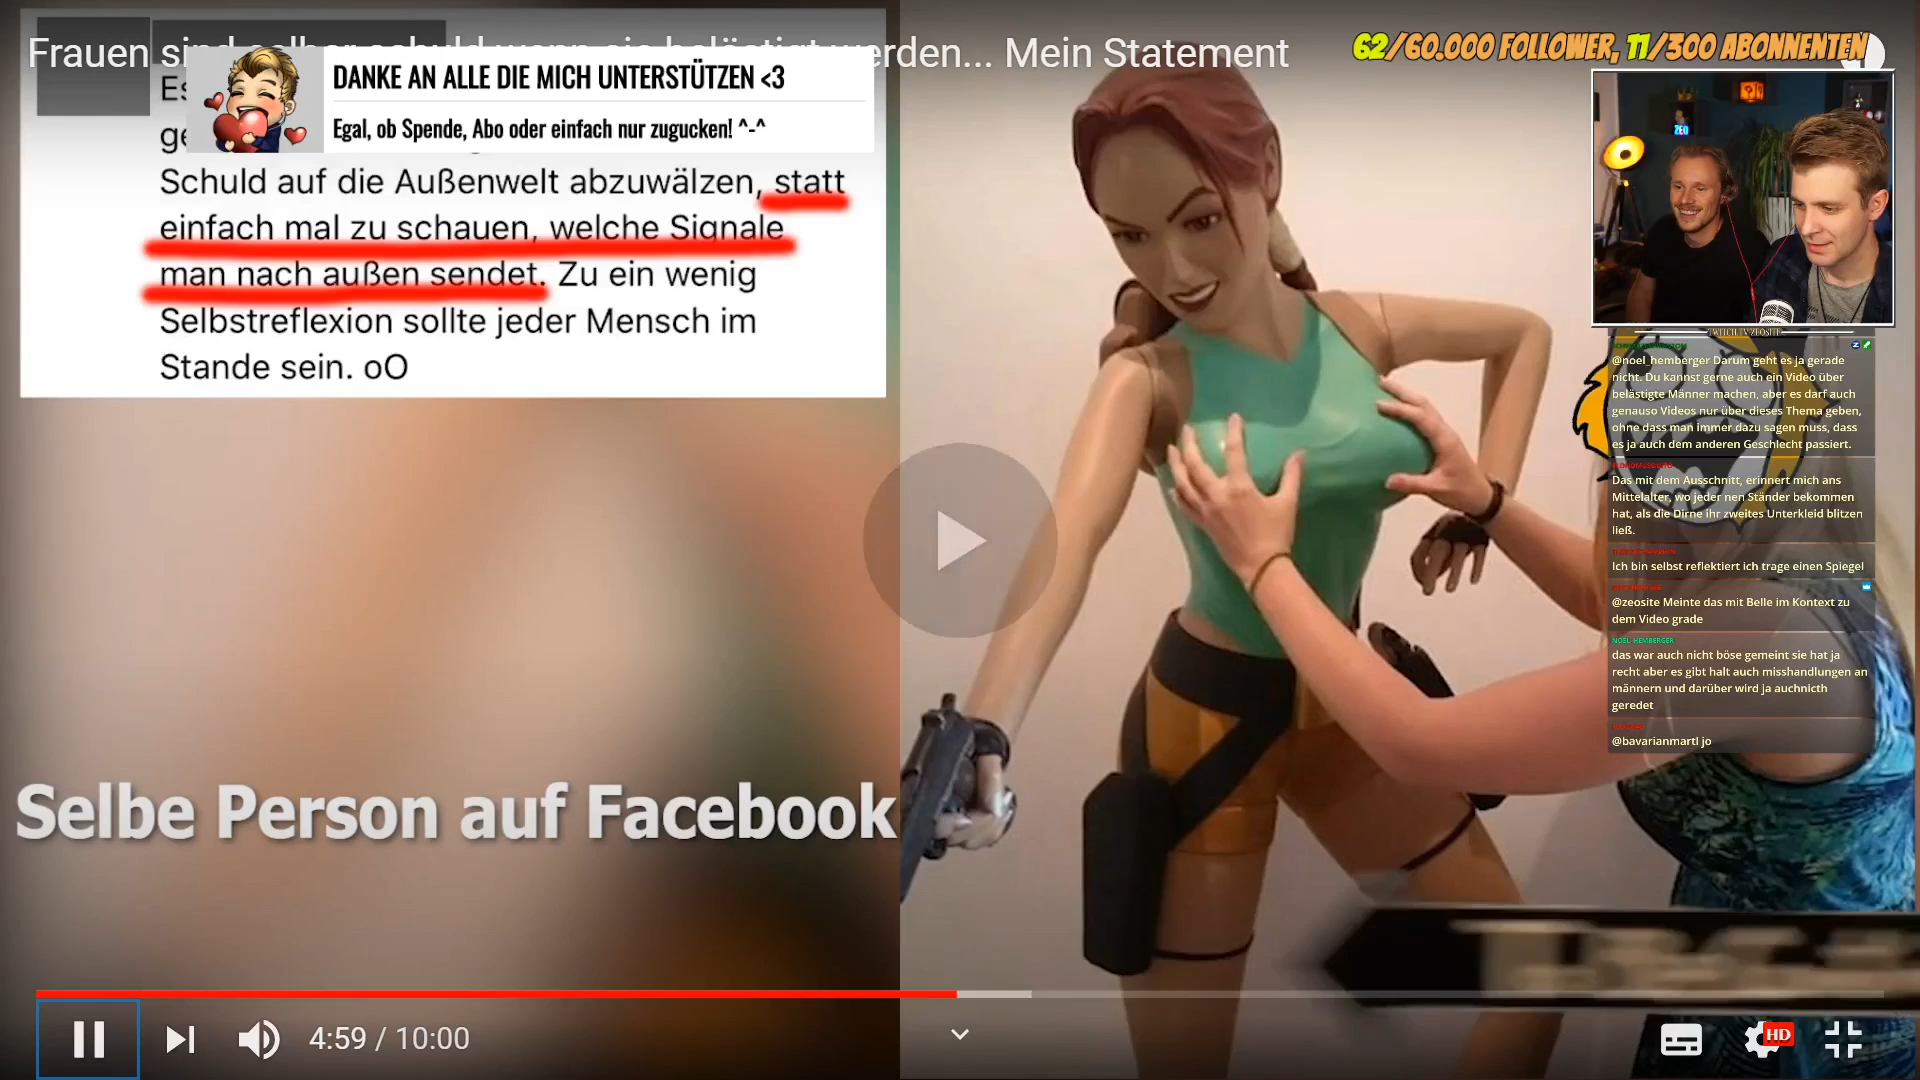 Frauen sind selber schuld wenn sie belästigt werden... Mein Statement
62/60.000 FOLLOWER, 11/300 ABONNENTEN
DANKE AN ALLE DIE MICH UNTERSTÜTZEN <3
Egal, ob Spende, Abo oder einfach nur zugucken! ^-^
Es
ge
Schuld auf die Außenwelt abzuwälzen, statt
einfach mal zu schauen, welche Signale
man nach außen sendet. Zu ein wenig
Selbstreflexion sollte jeder Mensch im
Stande sein. oO
ZEO
TWITCH.TV/ZEOSITE
@noel_hemberger Darum geht es ja gerade
nicht. Du kannst gerne auch ein Video über
belästigte Männer machen, aber es darf auch
genauso Videos nur über dieses Thema geben,
ohne dass man immer dazu sagen muss, dass
es ja auch dem anderen Geschlecht passiert.
Das mit dem Ausschnitt, erinnert mich ans
Mittelalter, wo jeder nen Ständer bekommen
hat, als die Dirne ihr zweites Unterkleid blitzen
ließ.
Ich bin selbst reflektiert ich trage einen Spiegel
@zeosite Meinte das mit Belle im Kontext zu
dem Video grade
NOEL_HEMBERGER
das war auch nicht böse gemeint sie hat ja
recht aber es gibt halt auch misshandlungen an
männern und darüber wird ja auchnicth
geredet
@bavarianmartl jo
Selbe Person auf Facebook
4:59 / 10:00
HD